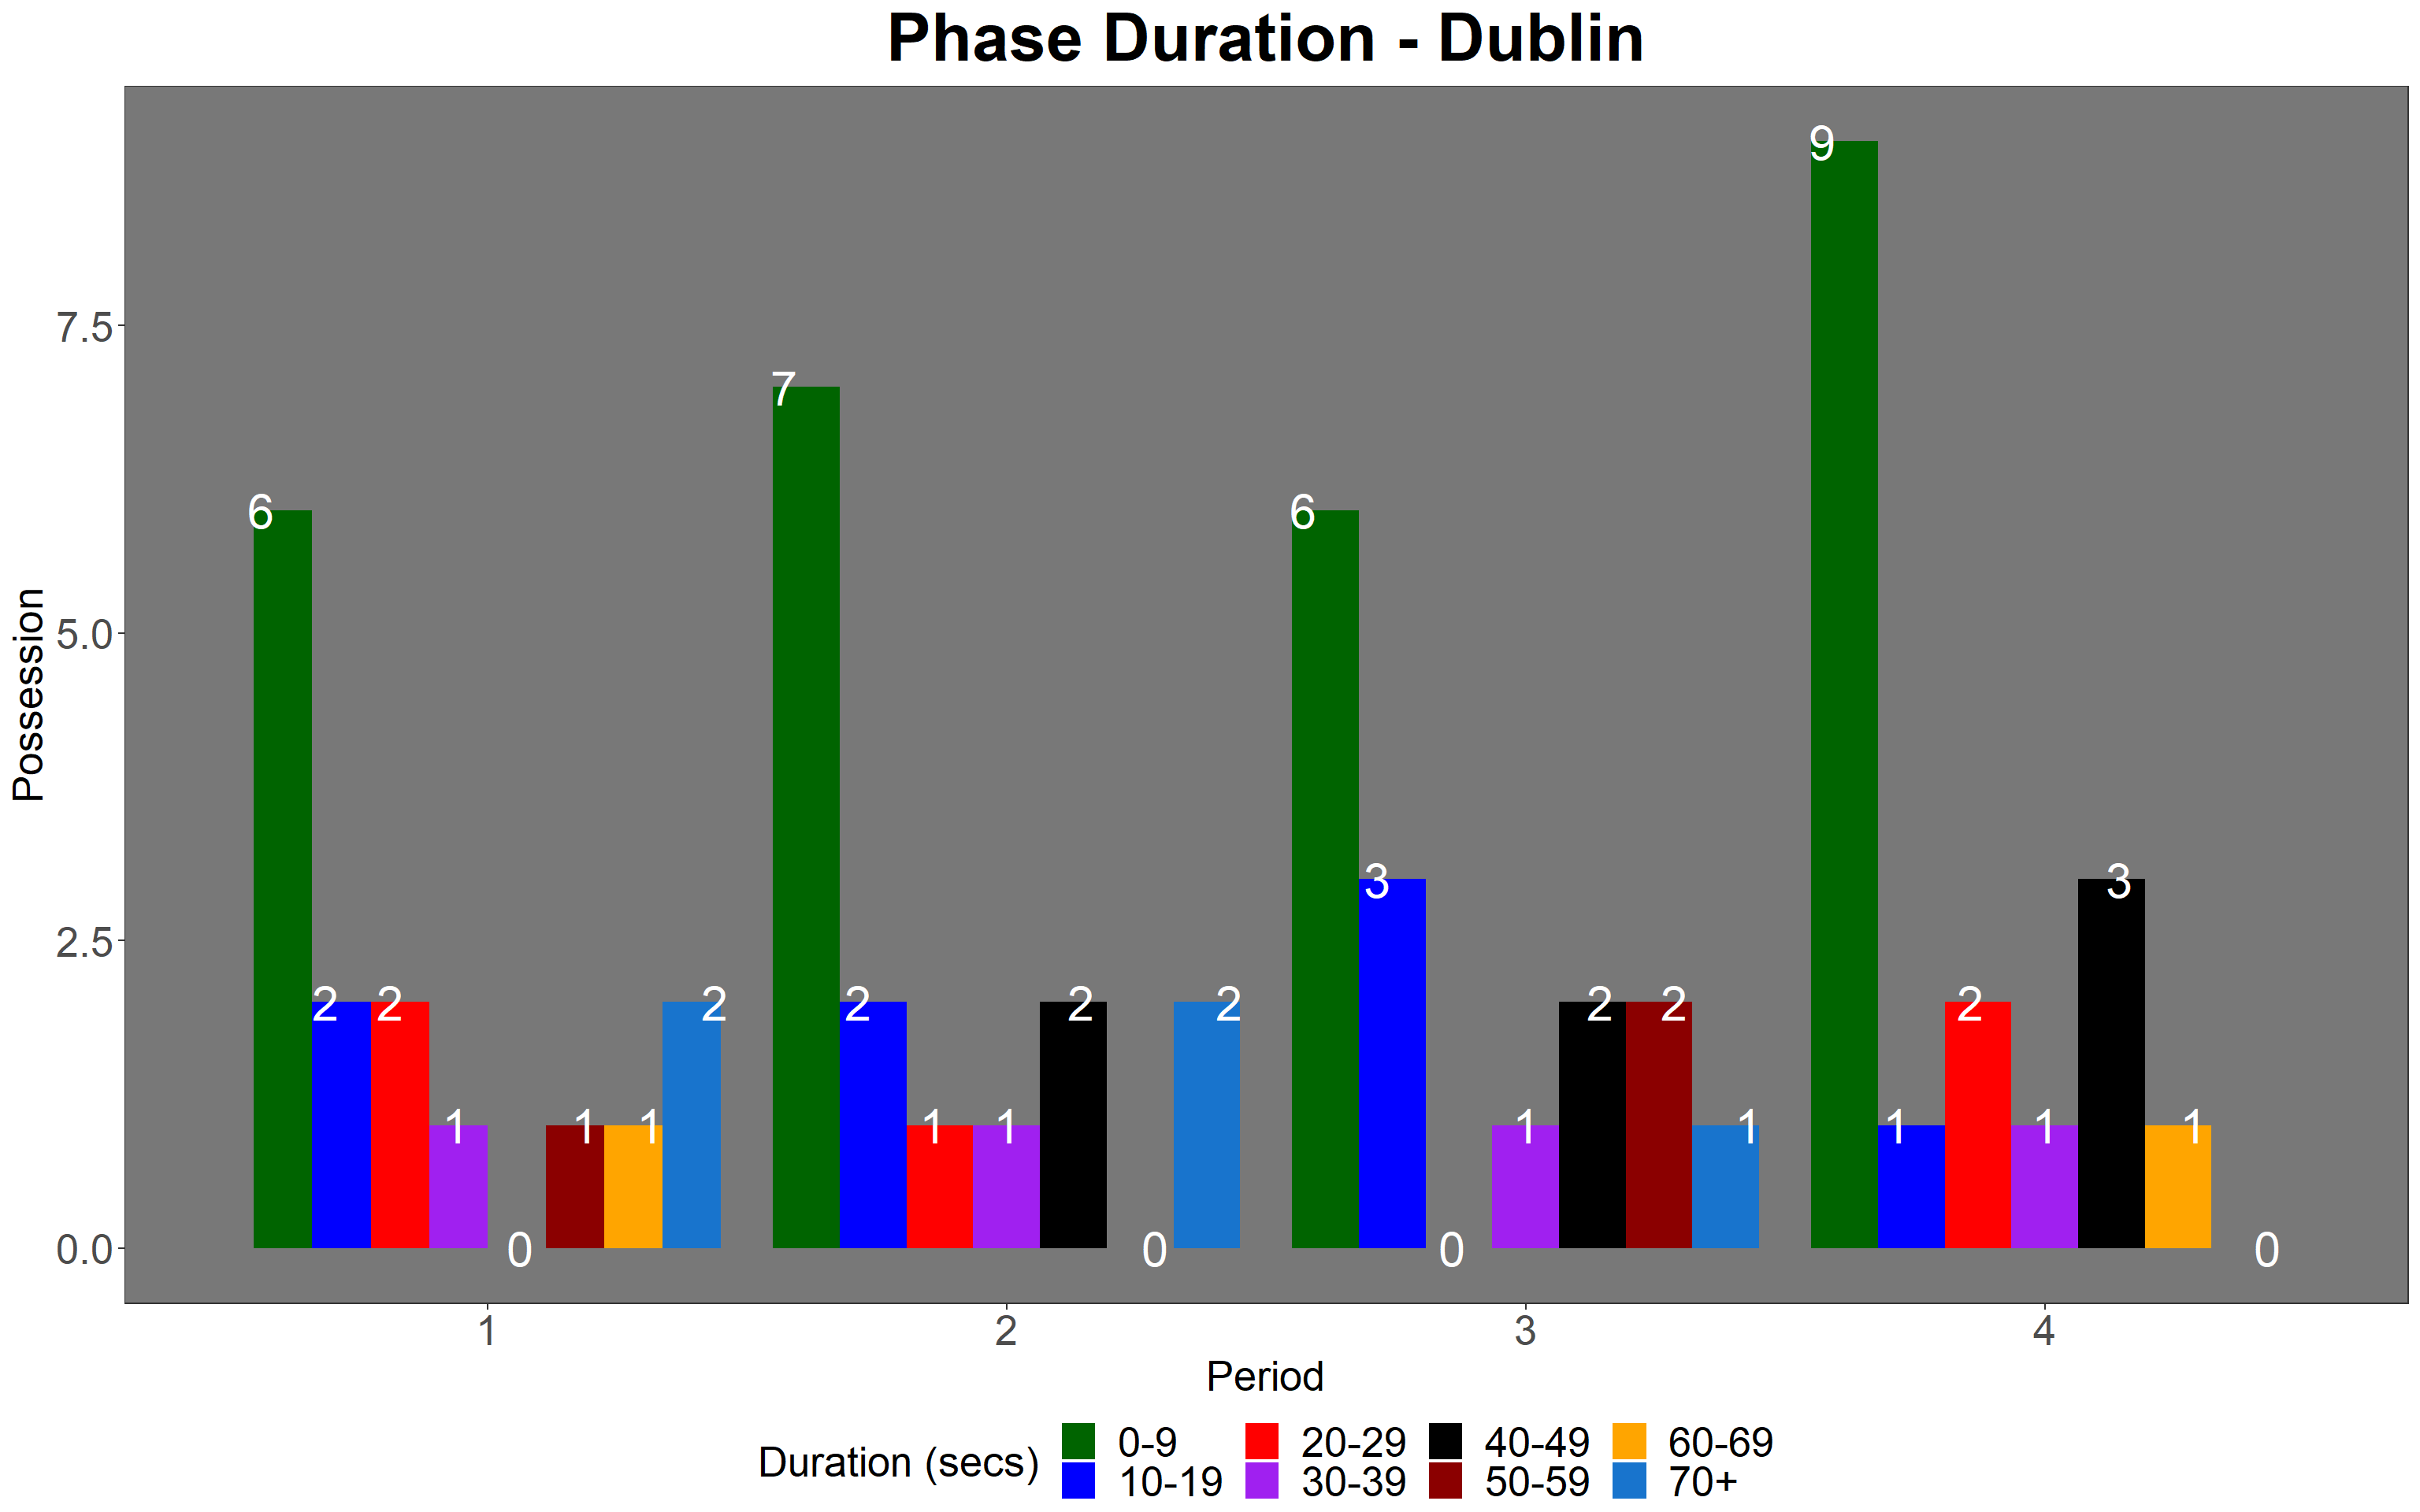 Phase Duration - Dublin
Possession
7.5
5.0
2.5
0.0
6 2 2 1 0 1 1 2
7 2 1 1 2 0 2
6 3 0 1 2 2 1
9 1 2 1 3 1 0
1 2 3 4
Period
Duration (secs)
0-9 20-29 40-49 60-69
10-19 30-39 50-59 70+